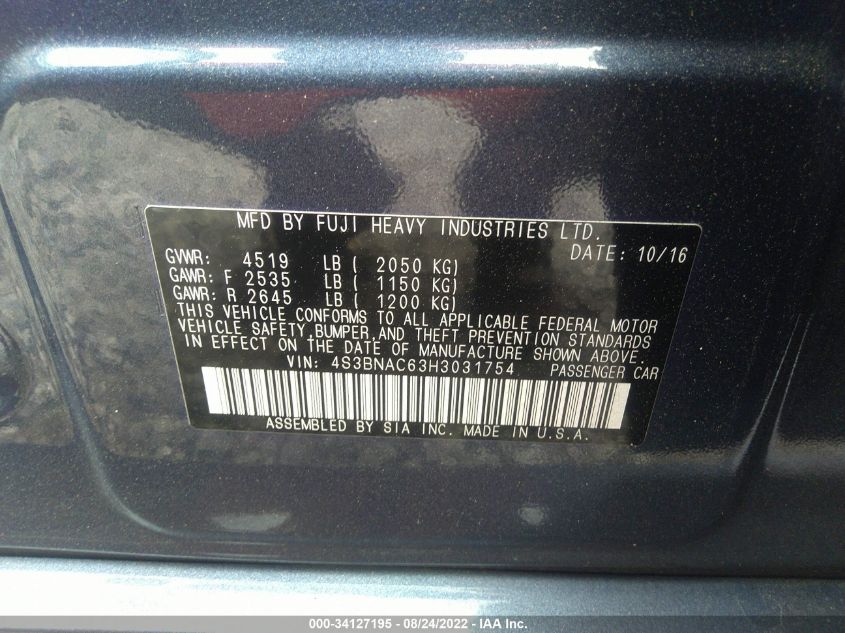 MFD BY FUJI HEAVY INDUSTRIES LTD.
DATE: 10/16
GVWR: 4519 LB ( 2050 KG)
GAWR: F 2535 LB ( 1150 KG)
GAWR: R 2645 LB ( 1200 KG)
THIS VEHICLE CONFORMS TO ALL APPLICABLE FEDERAL MOTOR
VEHICLE SAFETY,BUMPER,AND THEFT PREVENTION STANDARDS
IN EFFECT ON THE DATE OF MANUFACTURE SHOWN ABOVE.
VIN: 4S3BNAC63H3031754 PASSENGER CAR
ASSEMBLED BY SIA INC. MADE IN U.S.A.
000-34127195 - 08/24/2022 - IAA Inc.